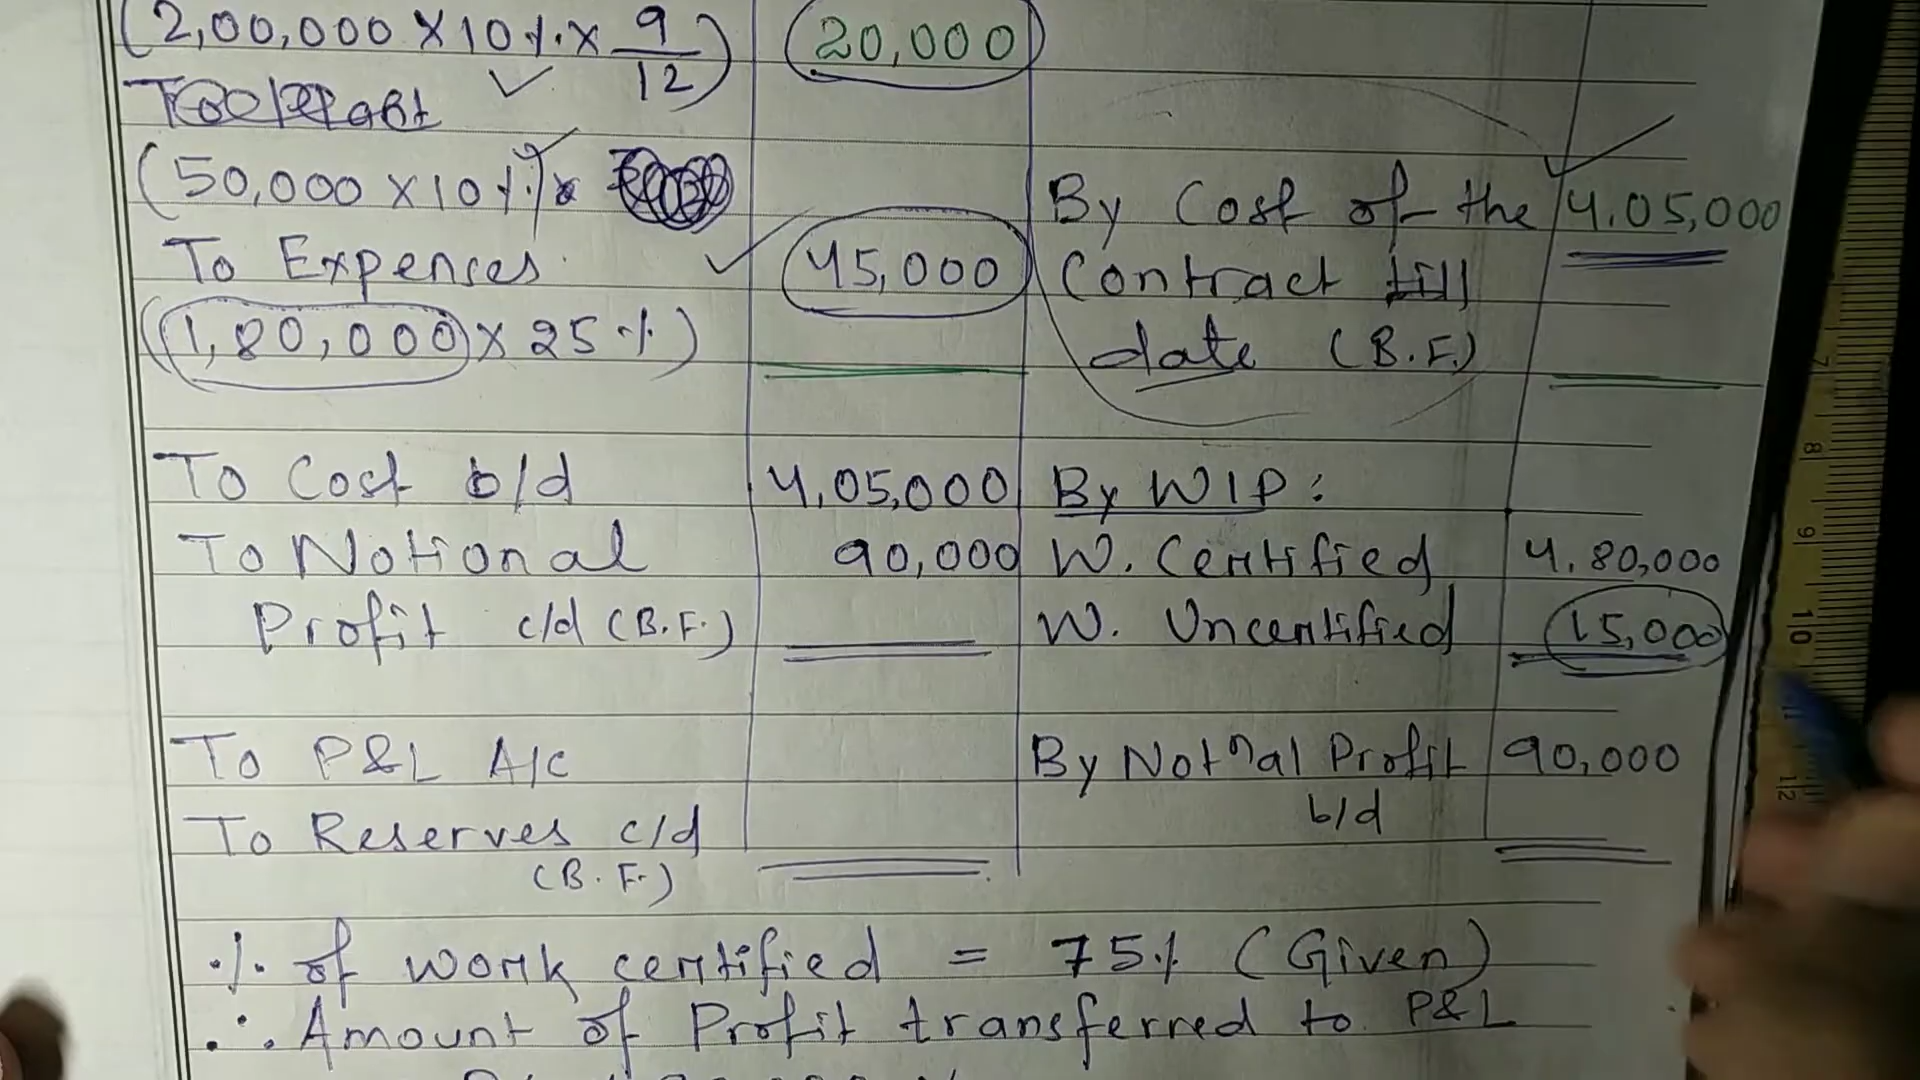 (2,00,000 × 10% × 9/12) 20,000
(50,000 × 10%)
To Expenses 45,000
(1,80,000 × 25%)
By Cost of the 4,05,000
Contract till
date (B.F.)
To Cost b/d 4,05,000 By WIP:
To Notional 90,000 W. Certified 4,80,000
Profit c/d (B.F.) W. Uncertified 15,000
To P&L A/c By Notnal Profit 90,000
b/d
To Reserves c/d
(B.F.)
% of work certified = 75% (Given)
∴ Amount of Profit transferred to P&L